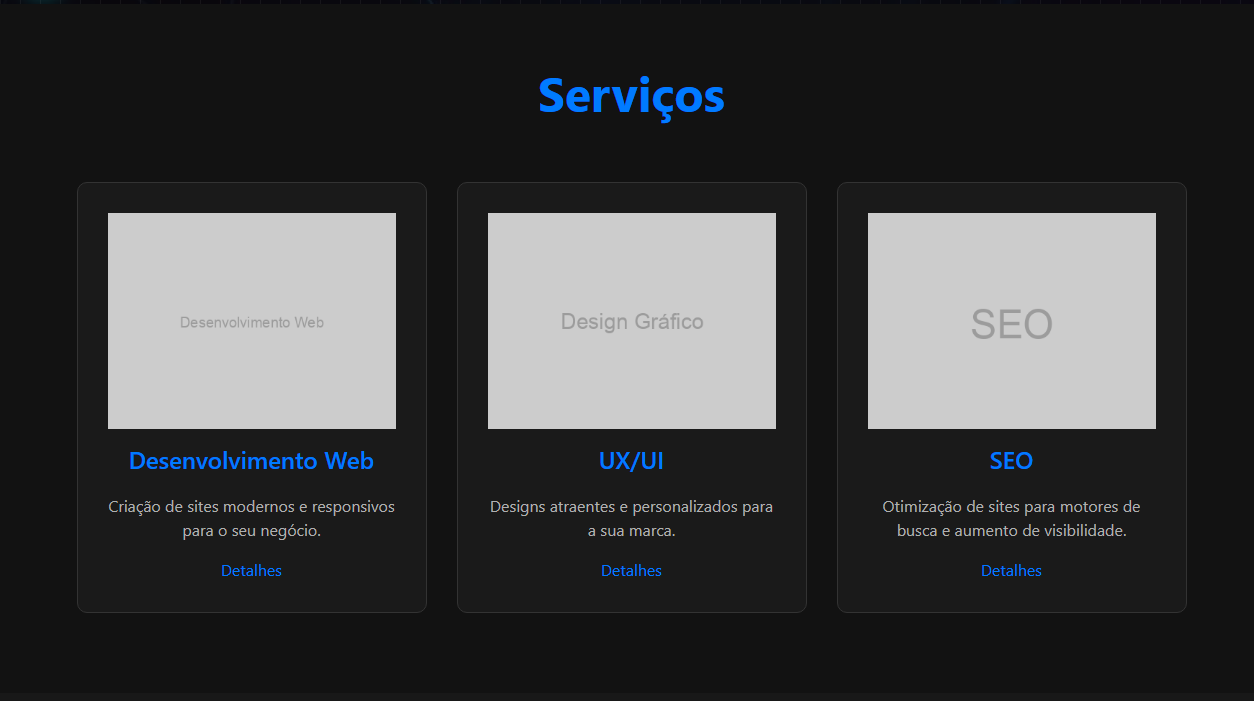 Serviços
Desenvolvimento Web
Design Gráfico
SEO
Desenvolvimento Web
Criação de sites modernos e responsivos
para o seu negócio.
Detalhes
UX/UI
Designs atraentes e personalizados para
a sua marca.
Detalhes
SEO
Otimização de sites para motores de
busca e aumento de visibilidade.
Detalhes